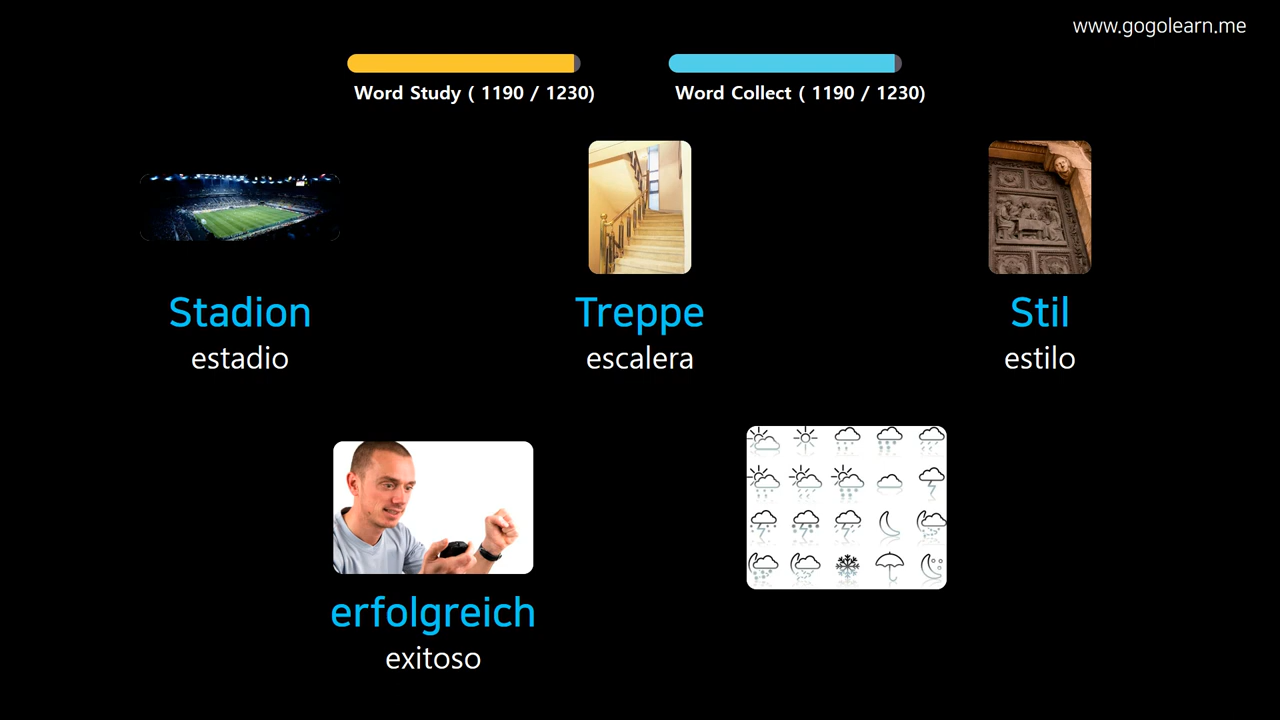 www.gogolearn.me
Word Study ( 1190 / 1230)
Word Collect ( 1190 / 1230)
Stadion
estadio
Treppe
escalera
Stil
estilo
erfolgreich
exitoso